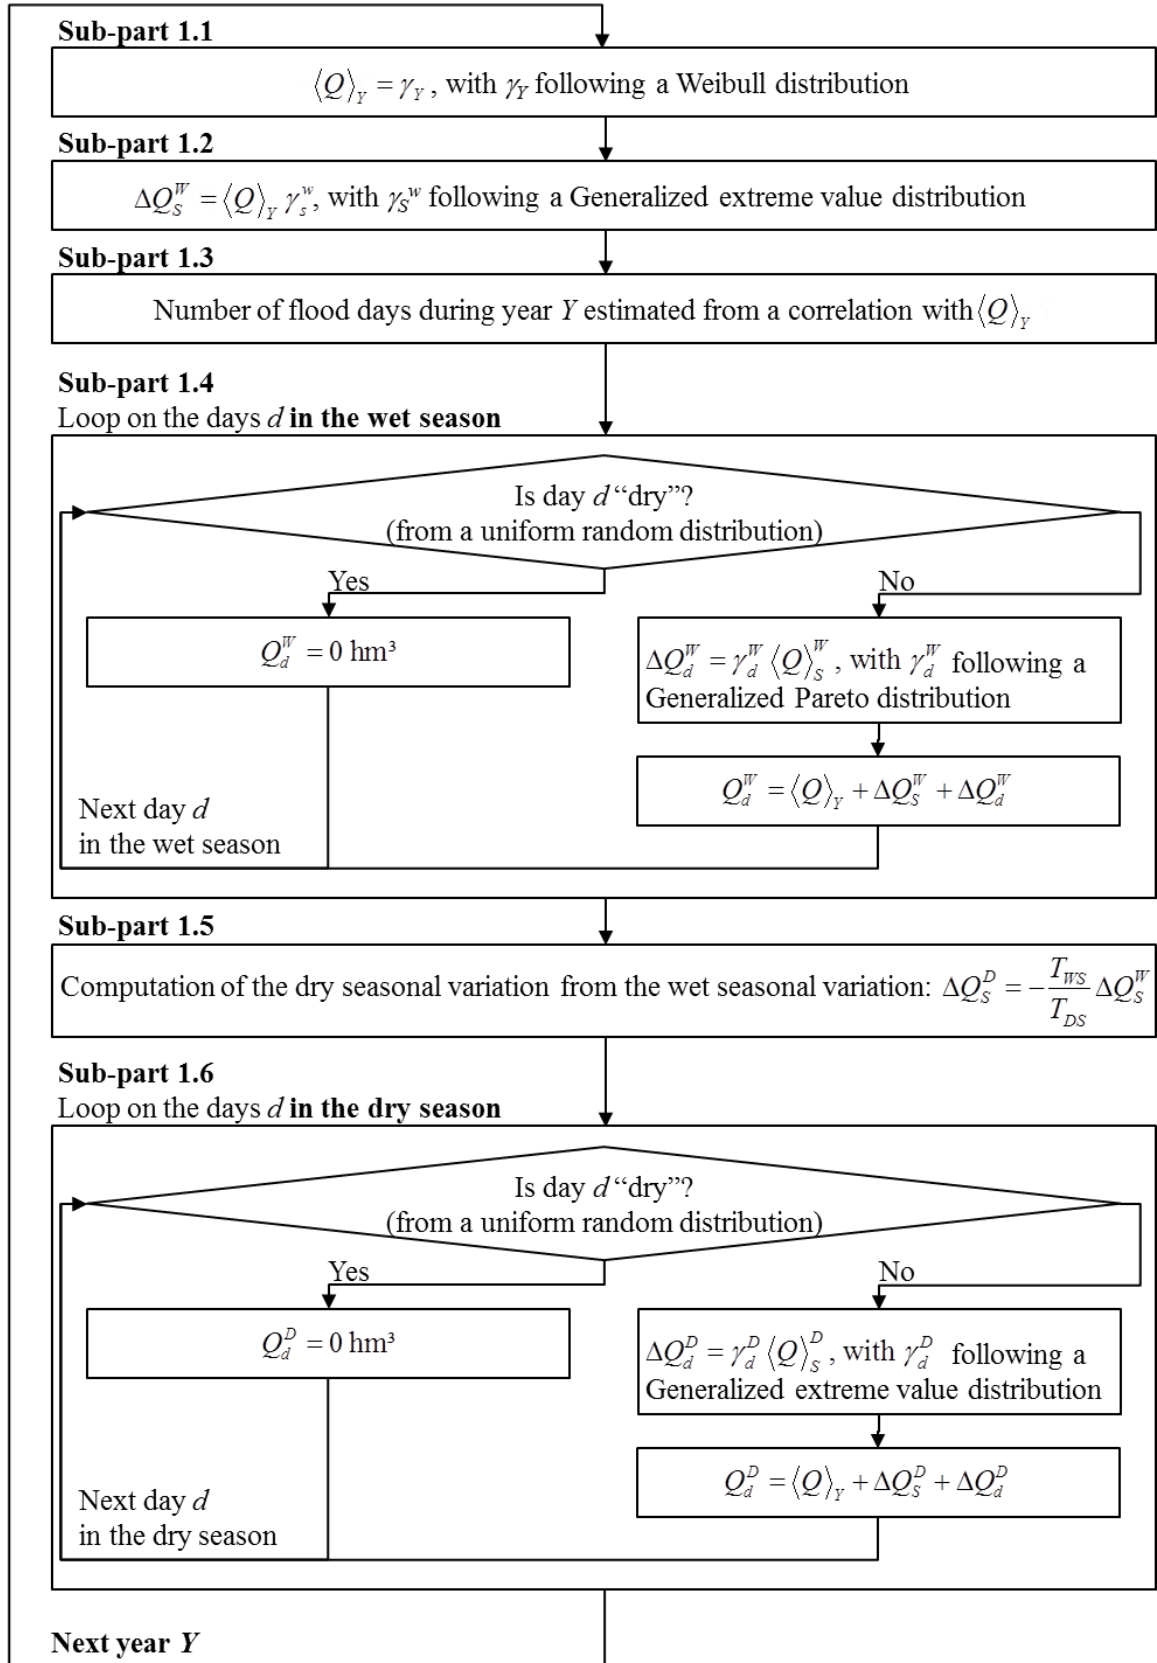 Sub-part 1.1
⟨Q⟩_Y = γ_Y, with γ_Y following a Weibull distribution
Sub-part 1.2
ΔQ_S^W = ⟨Q⟩_Y γ_s^w, with γ_S^w following a Generalized extreme value distribution
Sub-part 1.3
Number of flood days during year Y estimated from a correlation with ⟨Q⟩_Y
Sub-part 1.4
Loop on the days d in the wet season
Is day d “dry”?
(from a uniform random distribution)
Yes
No
Q_d^W = 0 hm³
ΔQ_d^W = γ_d^W ⟨Q⟩_S^W, with γ_d^W following a
Generalized Pareto distribution
Q_d^W = ⟨Q⟩_Y + ΔQ_S^W + ΔQ_d^W
Next day d
in the wet season
Sub-part 1.5
Computation of the dry seasonal variation from the wet seasonal variation: ΔQ_S^D = −(T_WS/T_DS) ΔQ_S^W
Sub-part 1.6
Loop on the days d in the dry season
Is day d “dry”?
(from a uniform random distribution)
Yes
No
Q_d^D = 0 hm³
ΔQ_d^D = γ_d^D ⟨Q⟩_S^D, with γ_d^D following a
Generalized extreme value distribution
Q_d^D = ⟨Q⟩_Y + ΔQ_S^D + ΔQ_d^D
Next day d
in the dry season
Next year Y